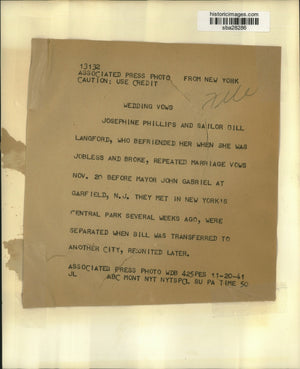 historicimages.com
sba28286
13132
ASSOCIATED PRESS PHOTO FROM NEW YORK
CAUTION: USE CREDIT
WEDDING VOWS
JOSEPHINE PHILLIPS AND SAILOR BILL
LANGFORD, WHO BEFRIENDED HER WHEN SHE WAS
JOBLESS AND BROKE, REPEATED MARRIAGE VOWS
NOV. 20 BEFORE MAYOR JOHN GABRIEL AT
GARFIELD, N.J. THEY MET IN NEW YORK'S
CENTRAL PARK SEVERAL WEEKS AGO, WERE
SEPARATED WHEN BILL WAS TRANSFERRED TO
ANOTHER CITY, REUNITED LATER.
ASSOCIATED PRESS PHOTO WDB 425PES 11-20-41
JL ABC MONT NYT NYTSPCL SU PA TIME 50